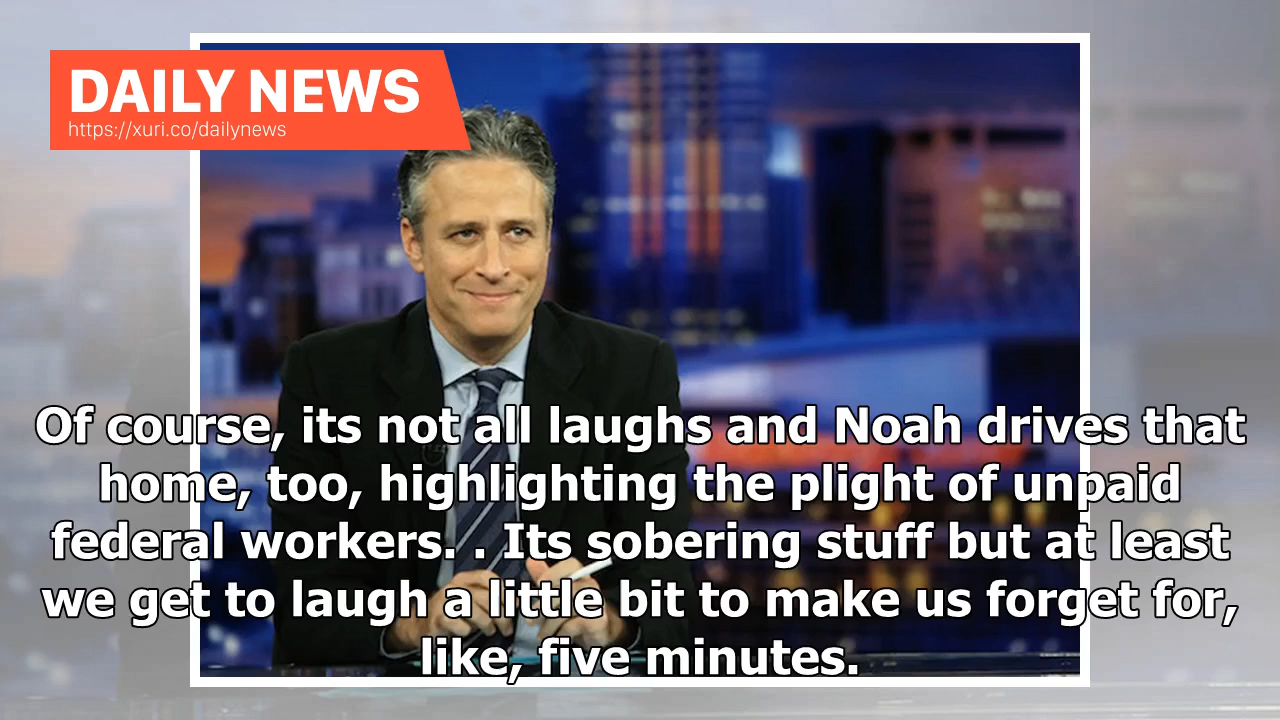 DAILY NEWS
https://xuri.co/dailynews
Of course, its not all laughs and Noah drives that
home, too, highlighting the plight of unpaid
federal workers. . Its sobering stuff but at least
we get to laugh a little bit to make us forget for,
like, five minutes.